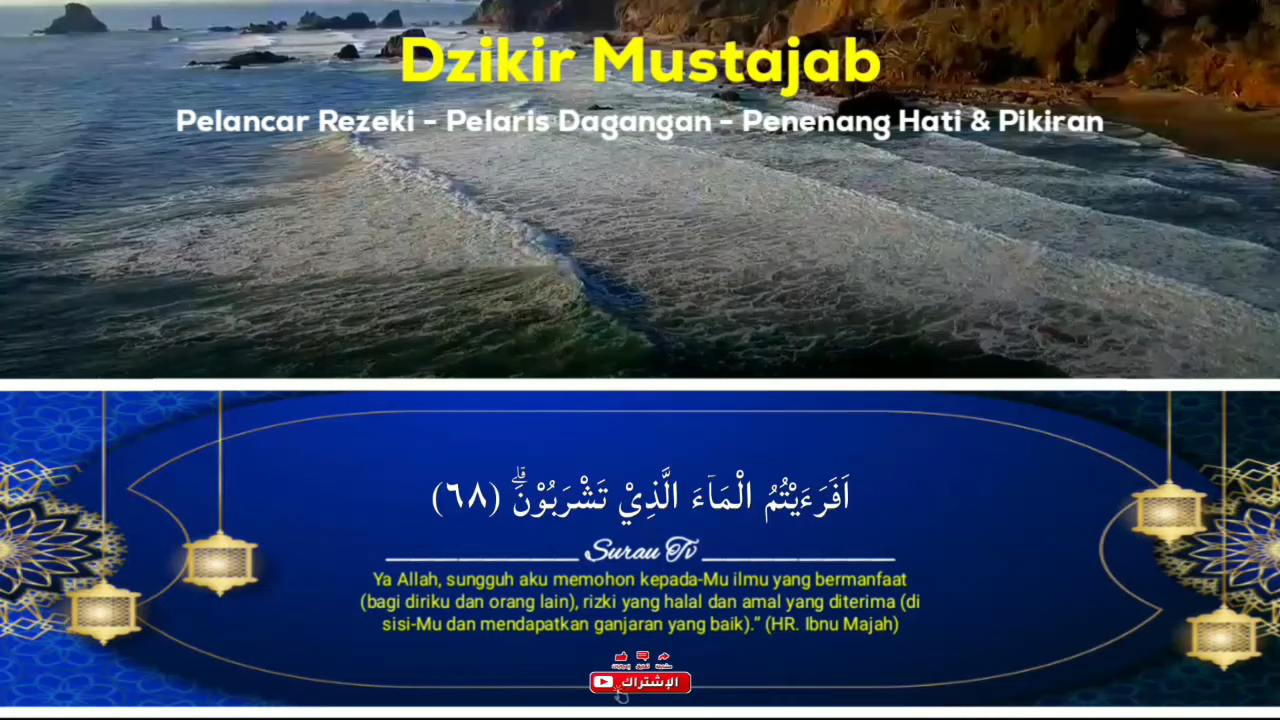 Dzikir Mustajab
Pelancar Rezeki - Pelaris Dagangan - Penenang Hati & Pikiran
اَفَرَءَيْتُمُ الْمَاۤءَ الَّذِيْ تَشْرَبُوْنَۗ (٦٨)
Surau Tv
Ya Allah, sungguh aku memohon kepada-Mu ilmu yang bermanfaat
(bagi diriku dan orang lain), rizki yang halal dan amal yang diterima (di
sisi-Mu dan mendapatkan ganjaran yang baik).” (HR. Ibnu Majah)
الإشتراك